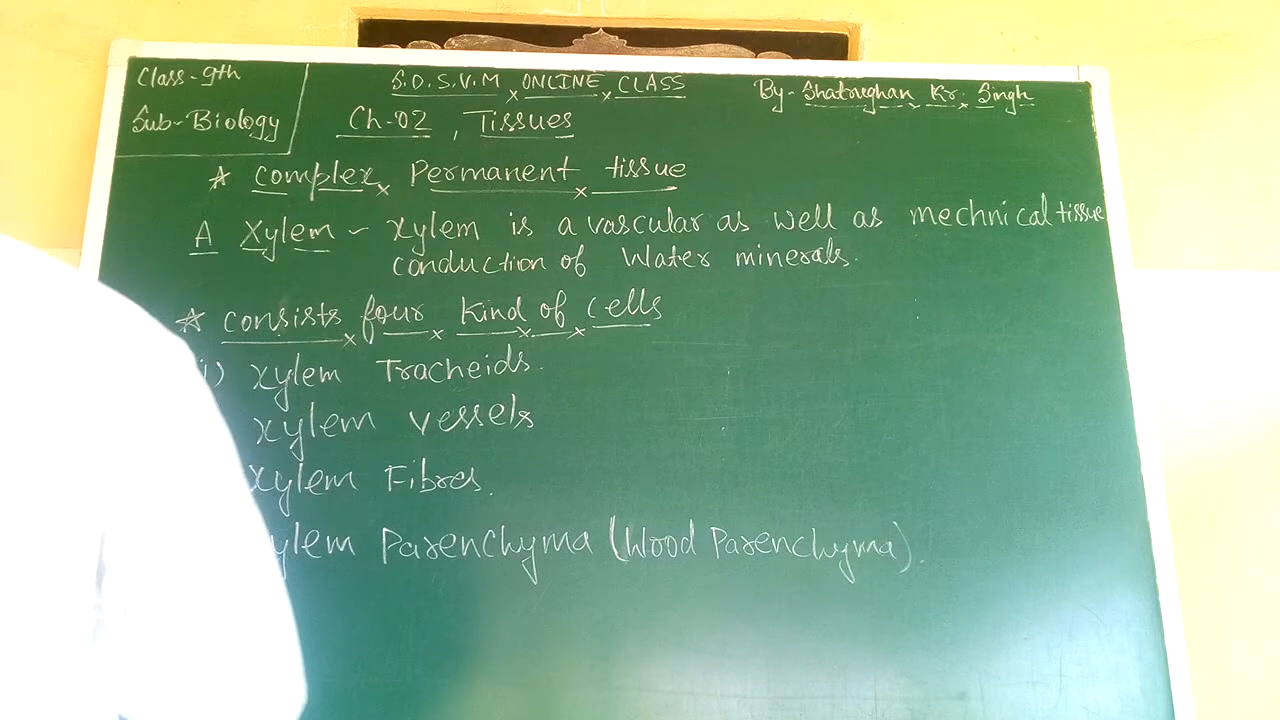 Class-9th
Sub-Biology
S.D.S.V.M ONLINE CLASS
By- Shatrughan Kr. Singh
Ch-02, Tissues
* Complex Permanent tissue
A Xylem - Xylem is a vascular as well as mechnical tissue
conduction of Water minerals.
* consists four Kind of cells
i) Xylem Tracheids.
Xylem vessels
Xylem Fibres.
ylem Parenchyma (Wood Parenchyma).